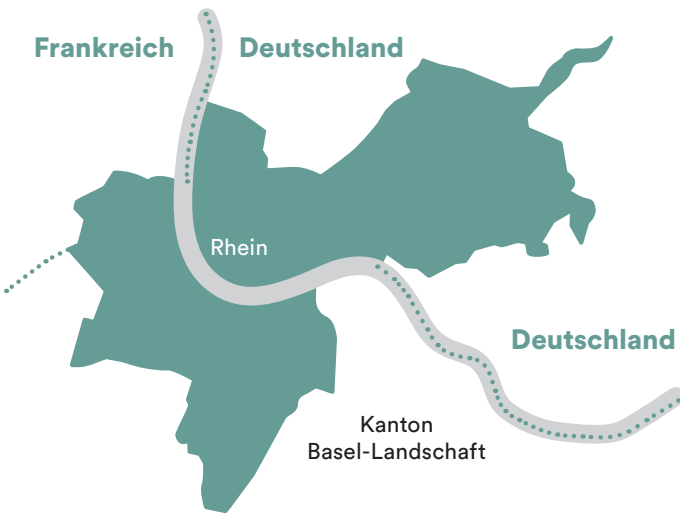 Frankreich
Deutschland
Rhein
Deutschland
Kanton
Basel-Landschaft